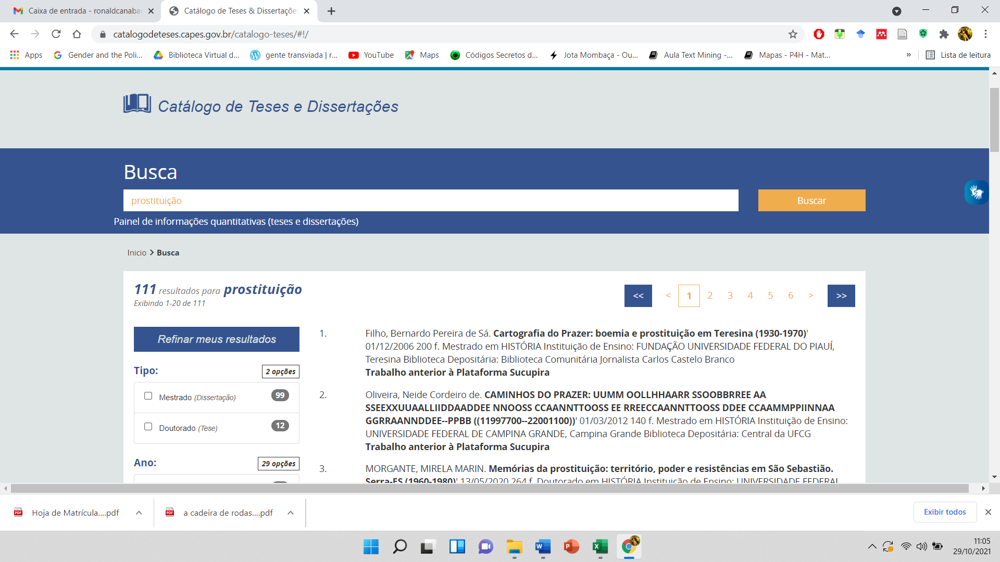 Caixa de entrada - ronaldcanabar
Catálogo de Teses & Dissertaçõe
catalogodeteses.capes.gov.br/catalogo-teses/#!/
Apps
Gender and the Poli...
Biblioteca Virtual d...
gente transviada | r...
YouTube
Maps
Códigos Secretos d...
Jota Mombaça - Ou...
Aula Text Mining -...
Mapas - P4H - Mat...
»
Lista de leitura
Catálogo de Teses e Dissertações
Busca
prostituição
Buscar
Painel de informações quantitativas (teses e dissertações)
Inicio > Busca
111 resultados para prostituição
Exibindo 1-20 de 111
<< < 1 2 3 4 5 6 > >>
Refinar meus resultados
Tipo:
2 opções
Mestrado (Dissertação)
99
Doutorado (Tese)
12
Ano:
29 opções
1.
Filho, Bernardo Pereira de Sá. Cartografia do Prazer: boemia e prostituição em Teresina (1930-1970)'
01/12/2006 200 f. Mestrado em HISTÓRIA Instituição de Ensino: FUNDAÇÃO UNIVERSIDADE FEDERAL DO PIAUÍ,
Teresina Biblioteca Depositária: Biblioteca Comunitária Jornalista Carlos Castelo Branco
Trabalho anterior à Plataforma Sucupira
2.
Oliveira, Neide Cordeiro de. CAMINHOS DO PRAZER: UUMM OOLLHHAARR SSOOBBRREE AA
SSEEXXUUAALLIIDDAADDEE NNOOSS CCAANNTTOOSS EE RREECCAANNTTOOSS DDEE CCAAMMPPIINNAA
GGRRAANNDDEE--PPBB ((11997700--22001100))' 01/03/2012 140 f. Mestrado em HISTÓRIA Instituição de Ensino:
UNIVERSIDADE FEDERAL DE CAMPINA GRANDE, Campina Grande Biblioteca Depositária: Central da UFCG
Trabalho anterior à Plataforma Sucupira
3.
MORGANTE, MIRELA MARIN. Memórias da prostituição: território, poder e resistências em São Sebastião.
Serra-ES (1960-1980)' 13/05/2020 264 f. Doutorado em HISTÓRIA Instituição de Ensino: UNIVERSIDADE FEDERAL
Hoja de Matrícula....pdf
a cadeira de rodas....pdf
Exibir todos
11:05
29/10/2021